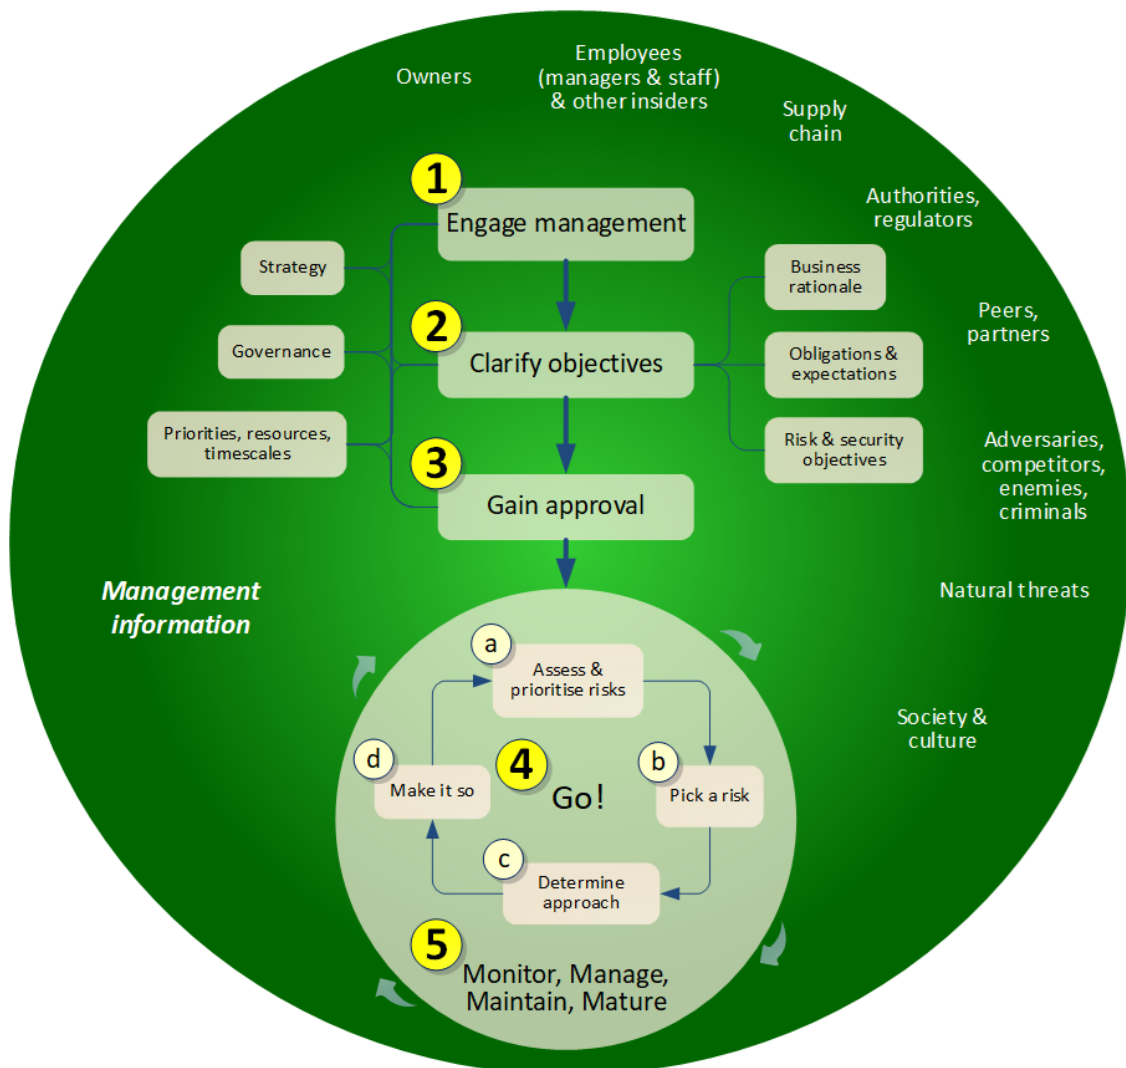 Owners
Employees
(managers & staff)
& other insiders
Supply
chain
Authorities,
regulators
Peers,
partners
Adversaries,
competitors,
enemies,
criminals
Natural threats
Society &
culture
1
Engage management
Strategy
Governance
Priorities, resources,
timescales
2
Clarify objectives
Business
rationale
Obligations &
expectations
Risk & security
objectives
3
Gain approval
Management
information
a
Assess &
prioritise risks
b
Pick a risk
c
Determine
approach
d
Make it so
4
Go!
5
Monitor, Manage,
Maintain, Mature